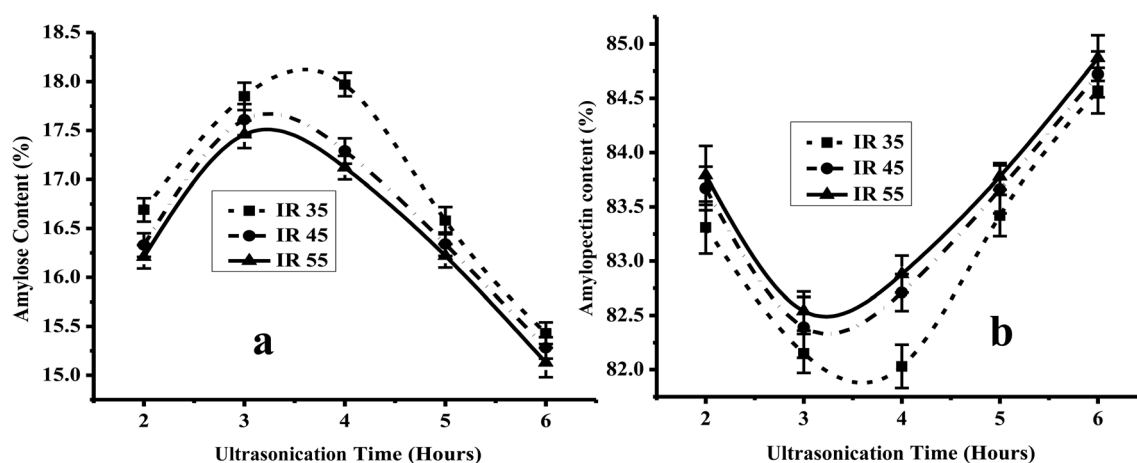 Amylose Content (%)
18.5
18.0
17.5
17.0
16.5
16.0
15.5
15.0
IR 35
IR 45
IR 55
a
2 3 4 5 6
Ultrasonication Time (Hours)
Amylopectin content (%)
85.0
84.5
84.0
83.5
83.0
82.5
82.0
IR 35
IR 45
IR 55
b
2 3 4 5 6
Ultrasonication Time (Hours)